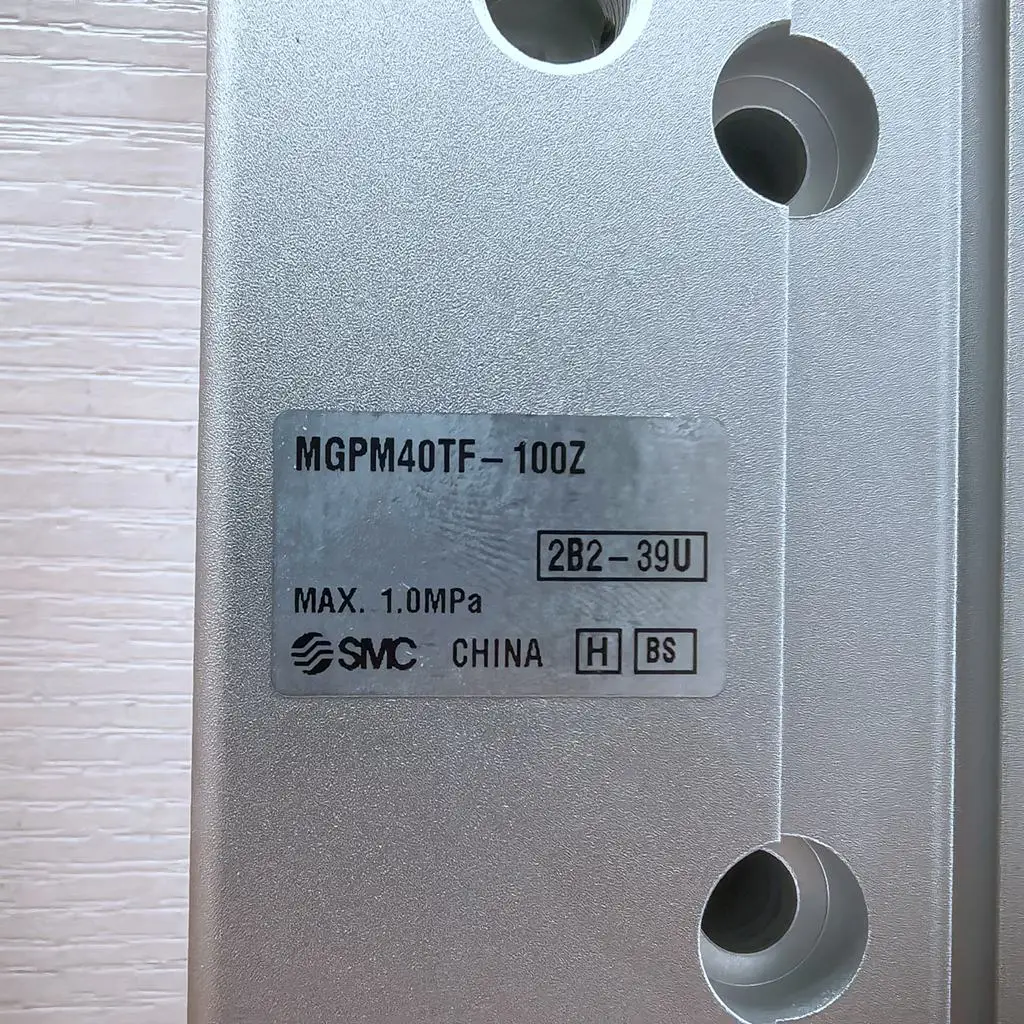 MGPM40TF-100Z
2B2-39U
MAX. 1.0MPa
SMC CHINA H BS